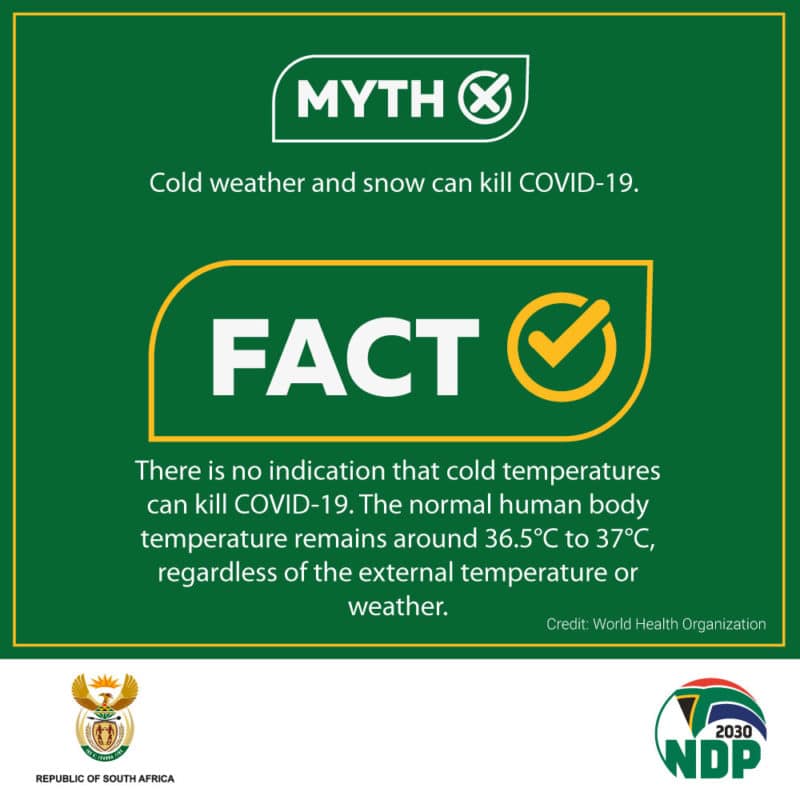 MYTH
Cold weather and snow can kill COVID-19.
FACT
There is no indication that cold temperatures
can kill COVID-19. The normal human body
temperature remains around 36.5°C to 37°C,
regardless of the external temperature or
weather.
Credit: World Health Organization
REPUBLIC OF SOUTH AFRICA
2030
NDP